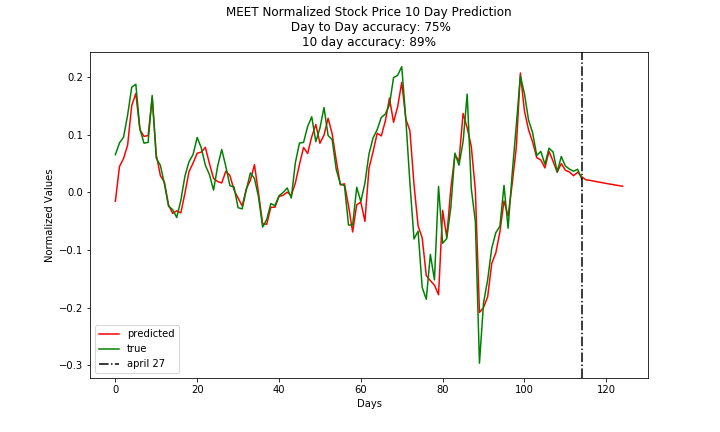 MEET Normalized Stock Price 10 Day Prediction
Day to Day accuracy: 75%
10 day accuracy: 89%
Normalized Values
0.2
0.1
0.0
−0.1
−0.2
−0.3
predicted
true
april 27
0
20
40
60
80
100
120
Days